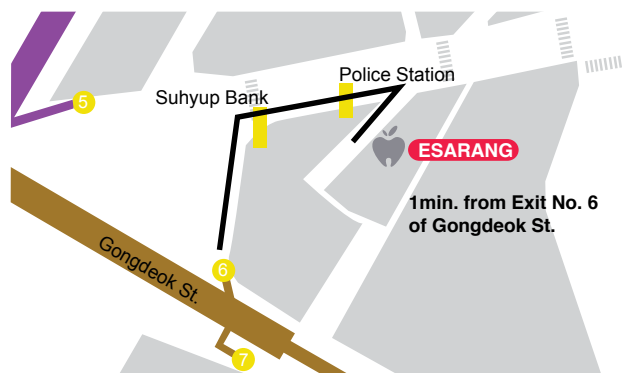 Police Station
Suhyup Bank
5
ESARANG
1min. from Exit No. 6
of Gongdeok St.
Gongdeok St.
6
7